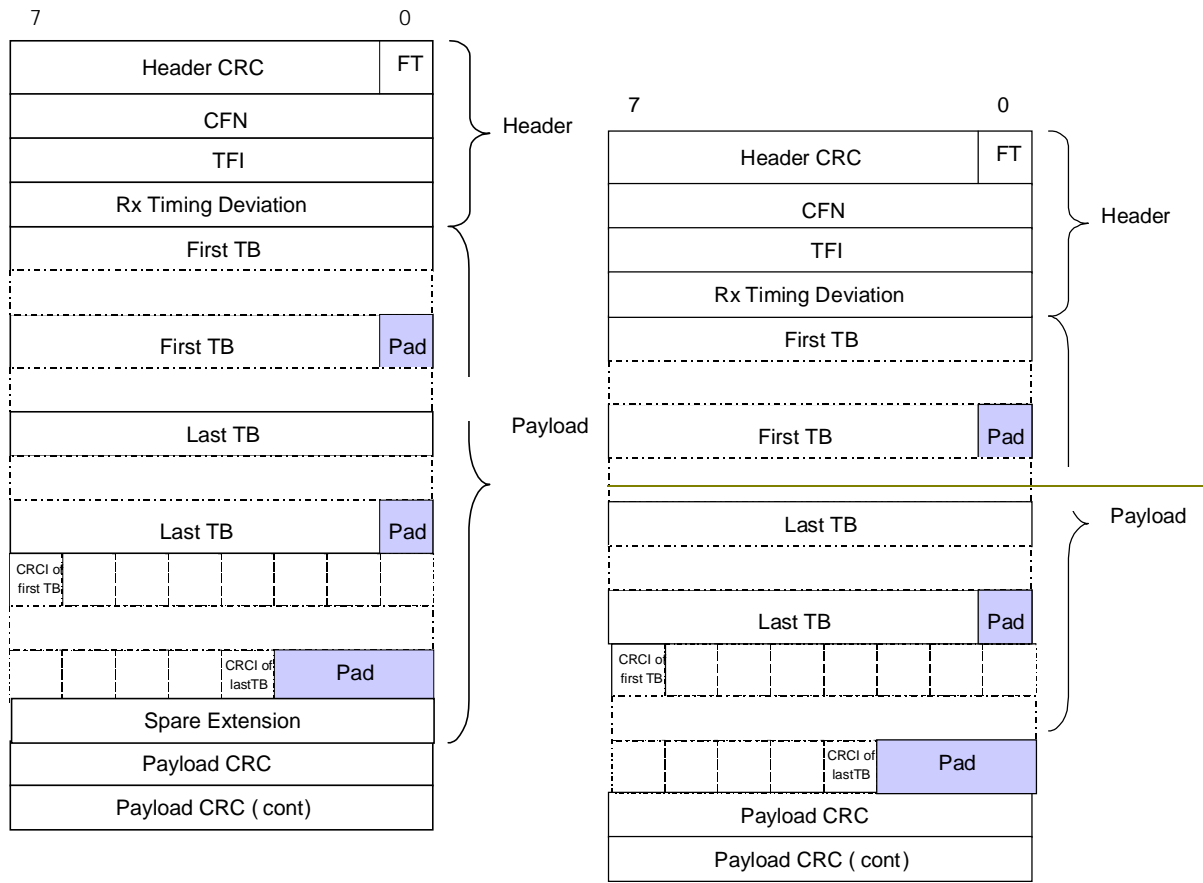 7 0
Header CRC FT
CFN
TFI
Rx Timing Deviation
Header
First TB
First TB Pad
Last TB
Payload
Last TB Pad
CRCI of
first TB
CRCI of
lastTB
Pad
Spare Extension
Payload CRC
Payload CRC ( cont)
7 0
Header CRC FT
CFN
TFI
Rx Timing Deviation
Header
First TB
First TB Pad
Last TB
Payload
Last TB Pad
CRCI of
first TB
CRCI of
lastTB
Pad
Payload CRC
Payload CRC ( cont)